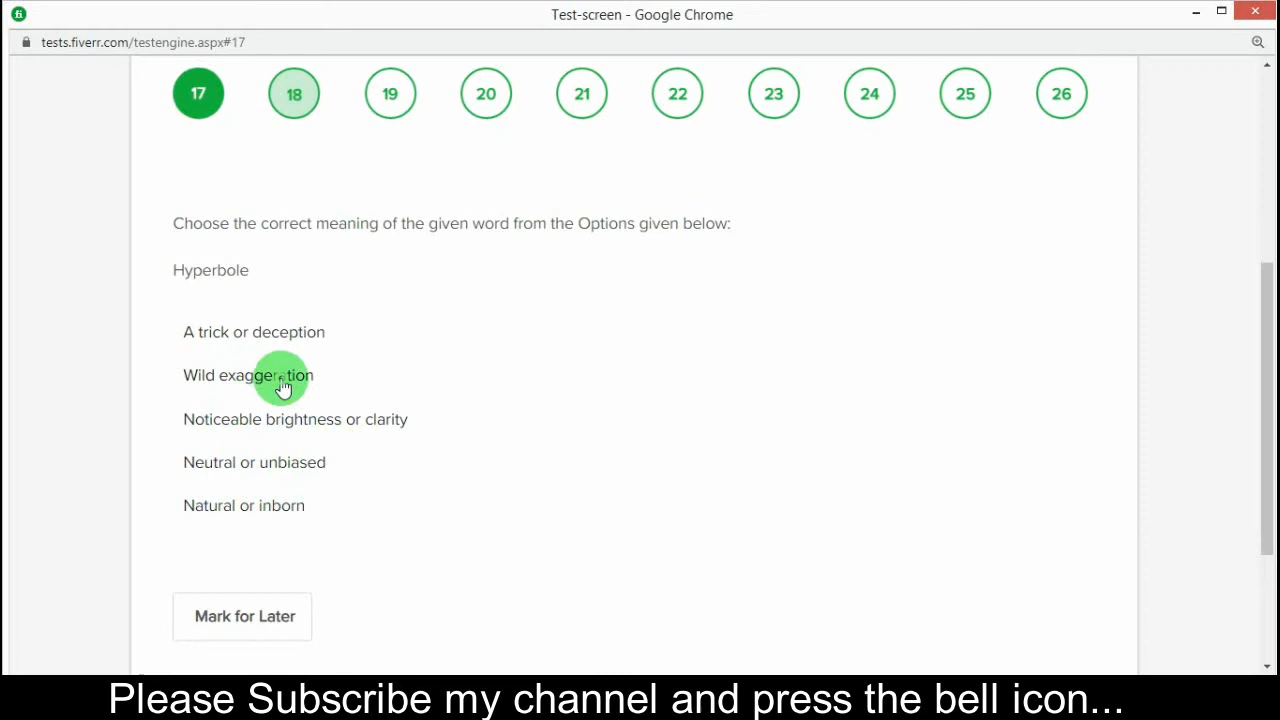 fi Test-screen - Google Chrome
tests.fiverr.com/testengine.aspx#17
17 18 19 20 21 22 23 24 25 26
Choose the correct meaning of the given word from the Options given below:
Hyperbole
A trick or deception
Wild exaggeration
Noticeable brightness or clarity
Neutral or unbiased
Natural or inborn
Mark for Later
Please Subscribe my channel and press the bell icon...